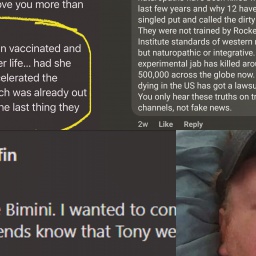 ve you more than
n vaccinated and
er life... had she
celerated the
ch was already out
ne last thing they
last few years and why 12 have
singled put and called the dirty
They were not trained by Rocke
Institute standards of western
but naturopathic or integrative.
experimental jab has killed arou
500,000 across the globe now.
dying in the US has got a lawsu
You only hear these truths on tr
channels, not fake news.
2w Like Reply
fin
Bimini. I wanted to con
ends know that Tony we